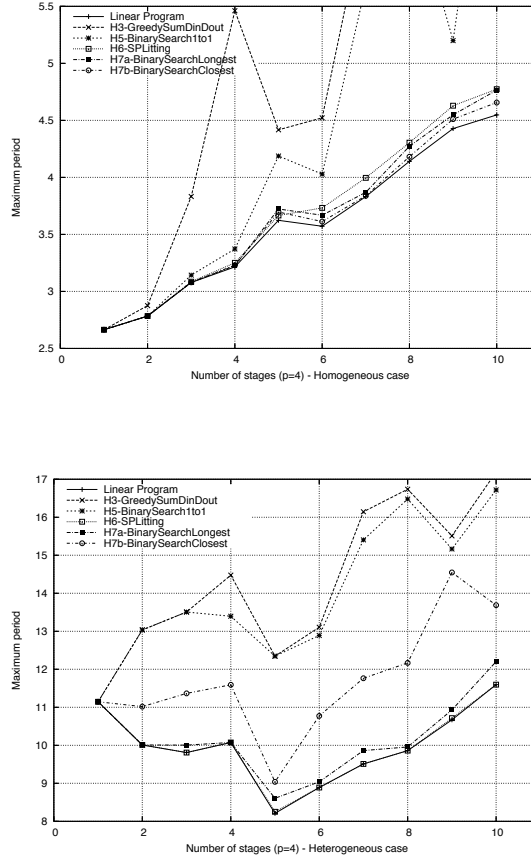 5.5
5
4.5
4
3.5
3
2.5
Maximum period
Linear Program
H3-GreedySumDinDout
H5-BinarySearch1to1
H6-SPLitting
H7a-BinarySearchLongest
H7b-BinarySearchClosest
0 2 4 6 8 10
Number of stages (p=4) - Homogeneous case
17
16
15
14
13
12
11
10
9
8
Maximum period
Linear Program
H3-GreedySumDinDout
H5-BinarySearch1to1
H6-SPLitting
H7a-BinarySearchLongest
H7b-BinarySearchClosest
0 2 4 6 8 10
Number of stages (p=4) - Heterogeneous case